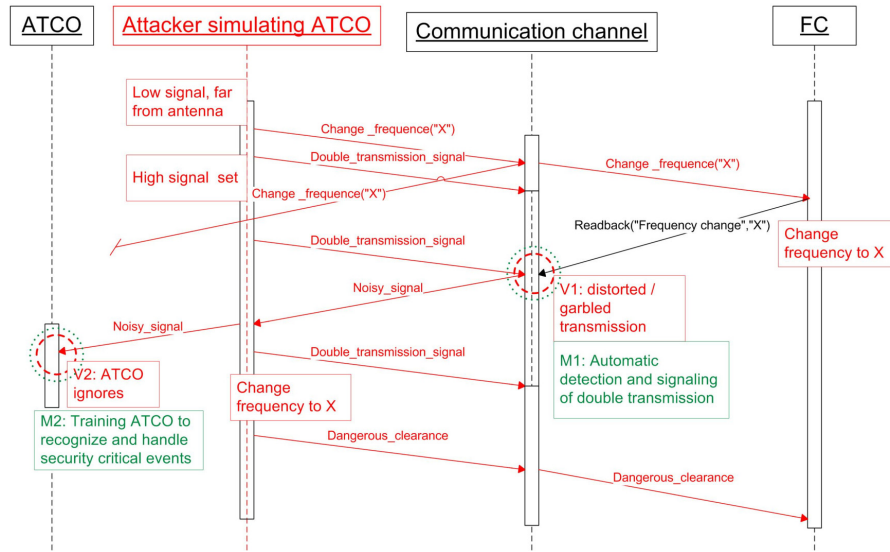 ATCO
Attacker simulating ATCO
Communication channel
FC
Low signal, far
from antenna
Change _frequence("X")
Double_transmission_signal
Change _frequence("X")
High signal set
Change _frequence("X")
Readback("Frequency change","X")
Change
frequency to X
Double_transmission_signal
Noisy_signal
V1: distorted /
garbled
transmission
Noisy_signal
Double_transmission_signal
M1: Automatic
detection and signaling
of double transmission
V2: ATCO
ignores
Change
frequency to X
M2: Training ATCO to
recognize and handle
security critical events
Dangerous_clearance
Dangerous_clearance